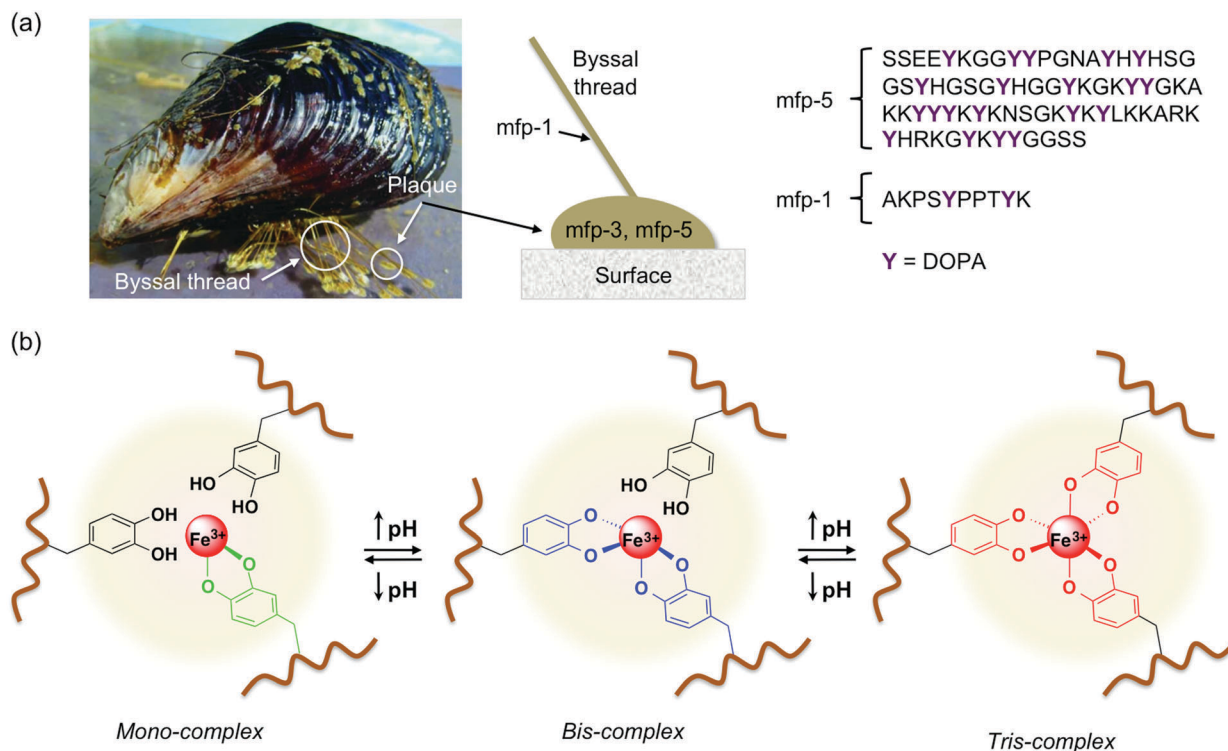 (a)
Byssal
thread
mfp-1
Plaque
mfp-3, mfp-5
Surface
Byssal thread
mfp-5
SSEEYKGGYYPGNAYHYHSG
GSYHGSGYHGGYKGKYYGKA
KKYYYKYKNSGKYKYLKKARK
YHRKGYKYYGGSS
mfp-1
AKPSYPPTYK
Y = DOPA
(b)
HO
HO
OH
OH
Fe3+
O
O
↑ pH
↓ pH
Mono-complex
HO
HO
O
O
Fe3+
O
O
↑ pH
↓ pH
Bis-complex
O
O
O
O
Fe3+
O
O
Tris-complex